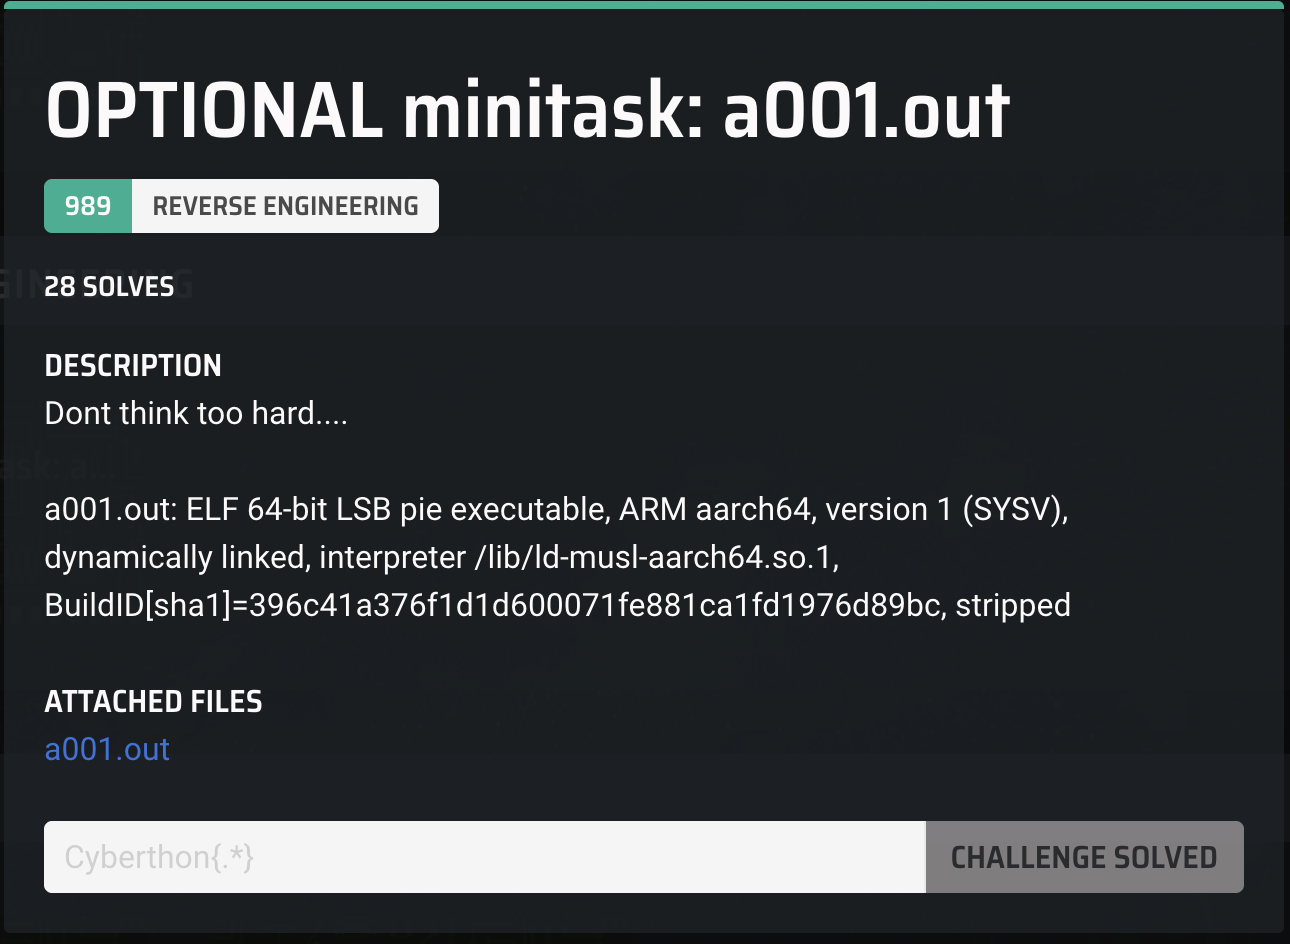 OPTIONAL minitask: a001.out
989 REVERSE ENGINEERING
28 SOLVES
DESCRIPTION
Dont think too hard....
a001.out: ELF 64-bit LSB pie executable, ARM aarch64, version 1 (SYSV),
dynamically linked, interpreter /lib/ld-musl-aarch64.so.1,
BuildID[sha1]=396c41a376f1d1d600071fe881ca1fd1976d89bc, stripped
ATTACHED FILES
a001.out
Cyberthon{.*} CHALLENGE SOLVED